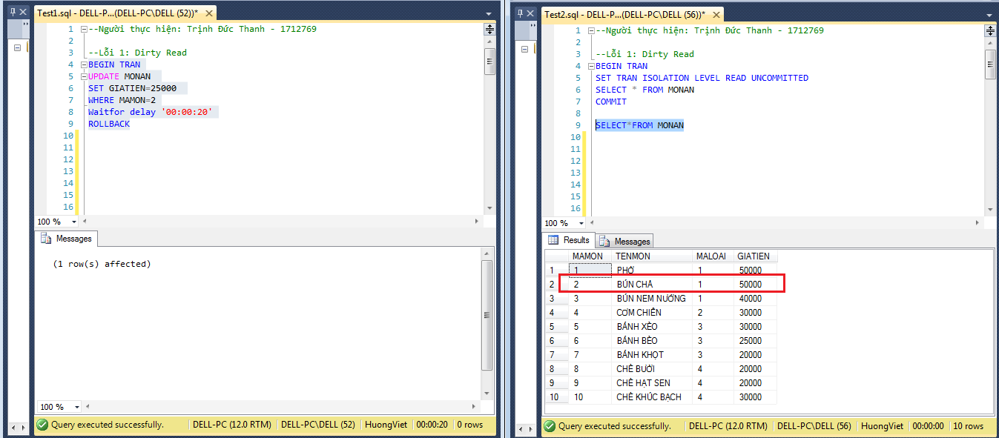 Test1.sql - DELL-P...(DELL-PC\DELL (52))*
1 --Người thực hiện: Trịnh Đức Thanh - 1712769
2
3 --Lỗi 1: Dirty Read
4 BEGIN TRAN
5 UPDATE MONAN
6 SET GIATIEN=25000
7 WHERE MAMON=2
8 Waitfor delay '00:00:20'
9 ROLLBACK
10
11
12
13
14
15
16
100 %
Messages
(1 row(s) affected)
100 %
Query executed successfully. DELL-PC (12.0 RTM) DELL-PC\DELL (52) HuongViet 00:00:20 0 rows
Test2.sql - DELL-P...(DELL-PC\DELL (56))*
1 --Người thực hiện: Trịnh Đức Thanh - 1712769
2
3 --Lỗi 1: Dirty Read
4 BEGIN TRAN
5 SET TRAN ISOLATION LEVEL READ UNCOMMITTED
6 SELECT * FROM MONAN
7 COMMIT
8
9 SELECT*FROM MONAN
10
11
12
13
14
15
16
100 %
Results Messages
MAMON TENMON MALOAI GIATIEN
1 1 PHỞ 1 50000
2 2 BÚN CHẢ 1 50000
3 3 BÚN NEM NƯỚNG 1 40000
4 4 CƠM CHIÊN 2 30000
5 5 BÁNH XÈO 3 30000
6 6 BÁNH BÈO 3 25000
7 7 BÁNH KHỌT 3 20000
8 8 CHÈ BƯỞI 4 20000
9 9 CHÈ HẠT SEN 4 20000
10 10 CHÈ KHÚC BẠCH 4 30000
Query executed successfully. DELL-PC (12.0 RTM) DELL-PC\DELL (56) HuongViet 00:00:00 10 rows